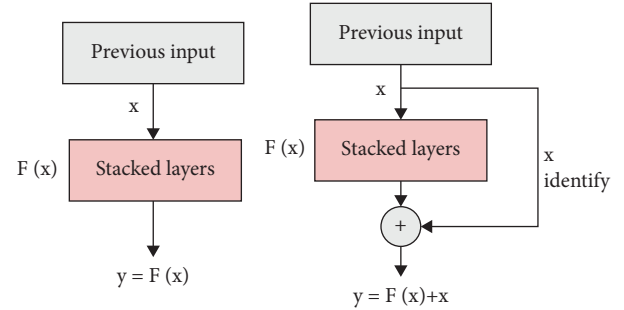 Previous input
x
F (x)
Stacked layers
y = F (x)
Previous input
x
F (x)
Stacked layers
x
identify
+
y = F (x)+x